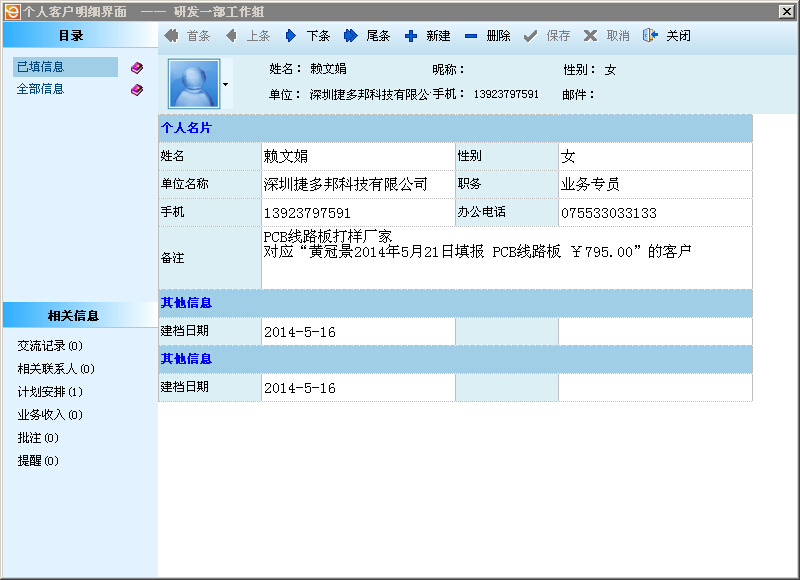 个人客户明细界面 —— 研发一部工作组
目录
首条 上条 下条 尾条 新建 删除 保存 取消 关闭
已填信息
全部信息
姓名： 赖文娟 昵称： 性别： 女
单位： 深圳捷多邦科技有限公 手机： 13923797591 邮件：
个人名片
姓名 赖文娟 性别 女
单位名称 深圳捷多邦科技有限公司 职务 业务专员
手机 13923797591 办公电话 075533033133
备注
PCB线路板打样厂家
对应“黄冠景2014年5月21日填报 PCB线路板 ￥795.00”的客户
其他信息
建档日期 2014-5-16
其他信息
建档日期 2014-5-16
相关信息
交流记录(0)
相关联系人(0)
计划安排(1)
业务收入(0)
批注(0)
提醒(0)